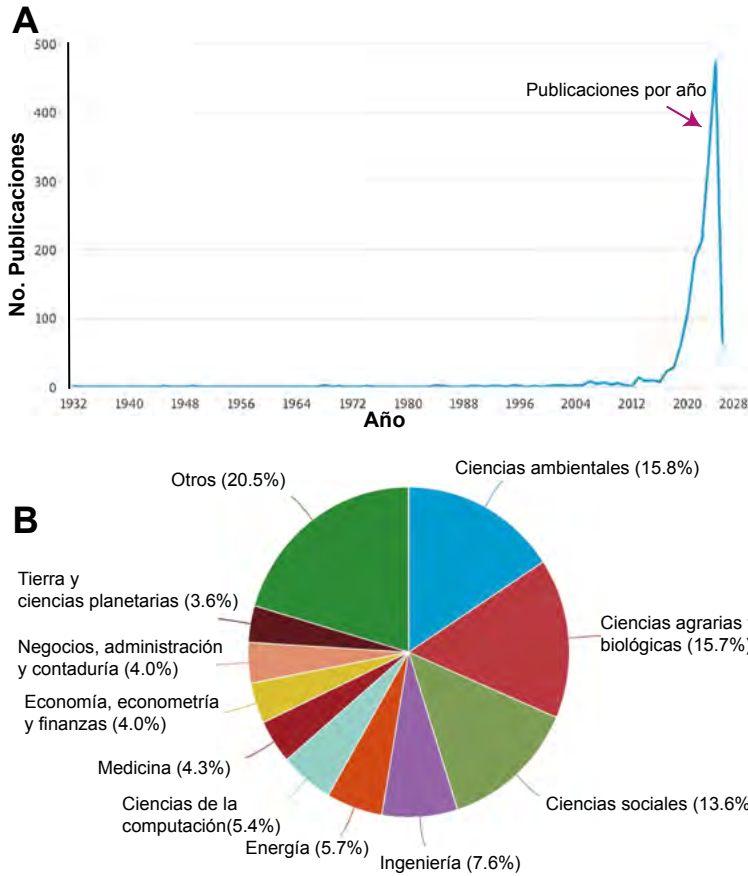 A
500
400
300
200
100
0
No. Publicaciones
Publicaciones por año
1932 1940 1948 1956 1964 1972 1980 1988 1996 2004 2012 2020 2028
Año
B
Otros (20.5%)
Ciencias ambientales (15.8%)
Tierra y
ciencias planetarias (3.6%)
Ciencias agrarias
biológicas (15.7%)
Negocios, administración
y contaduría (4.0%)
Economía, econometría
y finanzas (4.0%)
Medicina (4.3%)
Ciencias sociales (13.6%
Ciencias de la
computación(5.4%)
Energía (5.7%)
Ingeniería (7.6%)